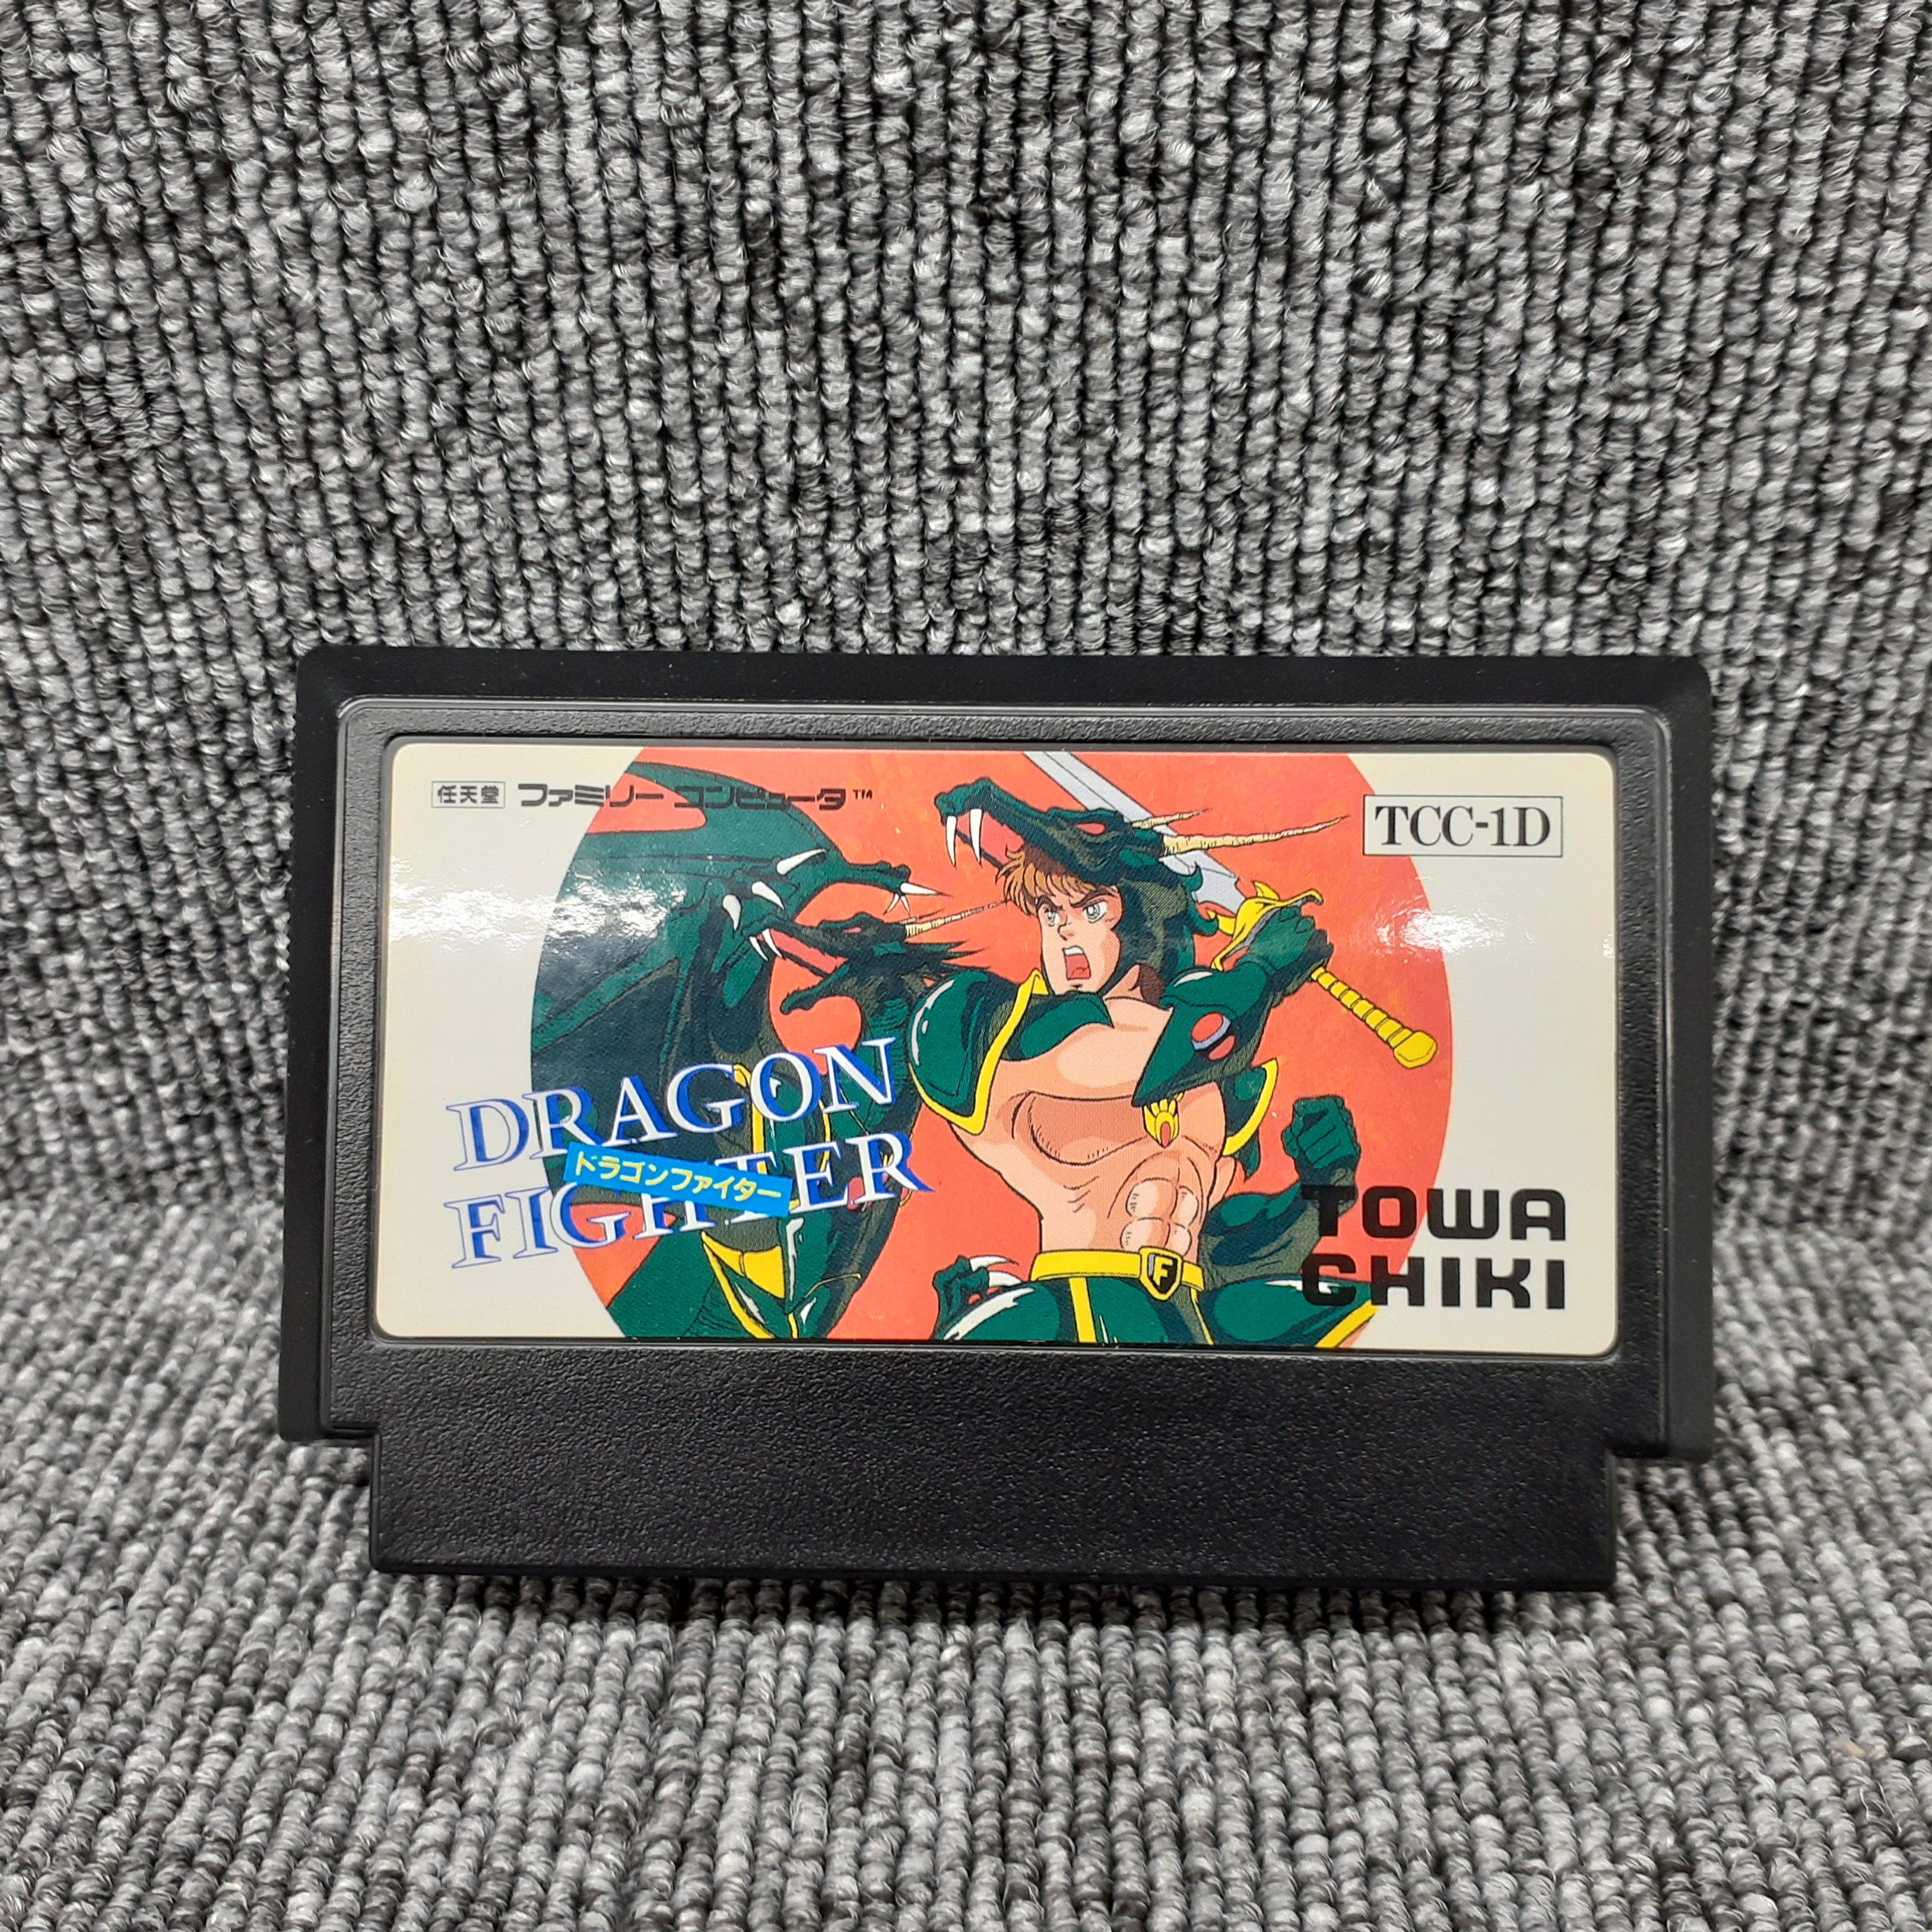 任天堂 ファミリーコンピュータ™
TCC-1D
DRAGON
FIGHTER
ドラゴンファイター
F
TOWA
CHIKI